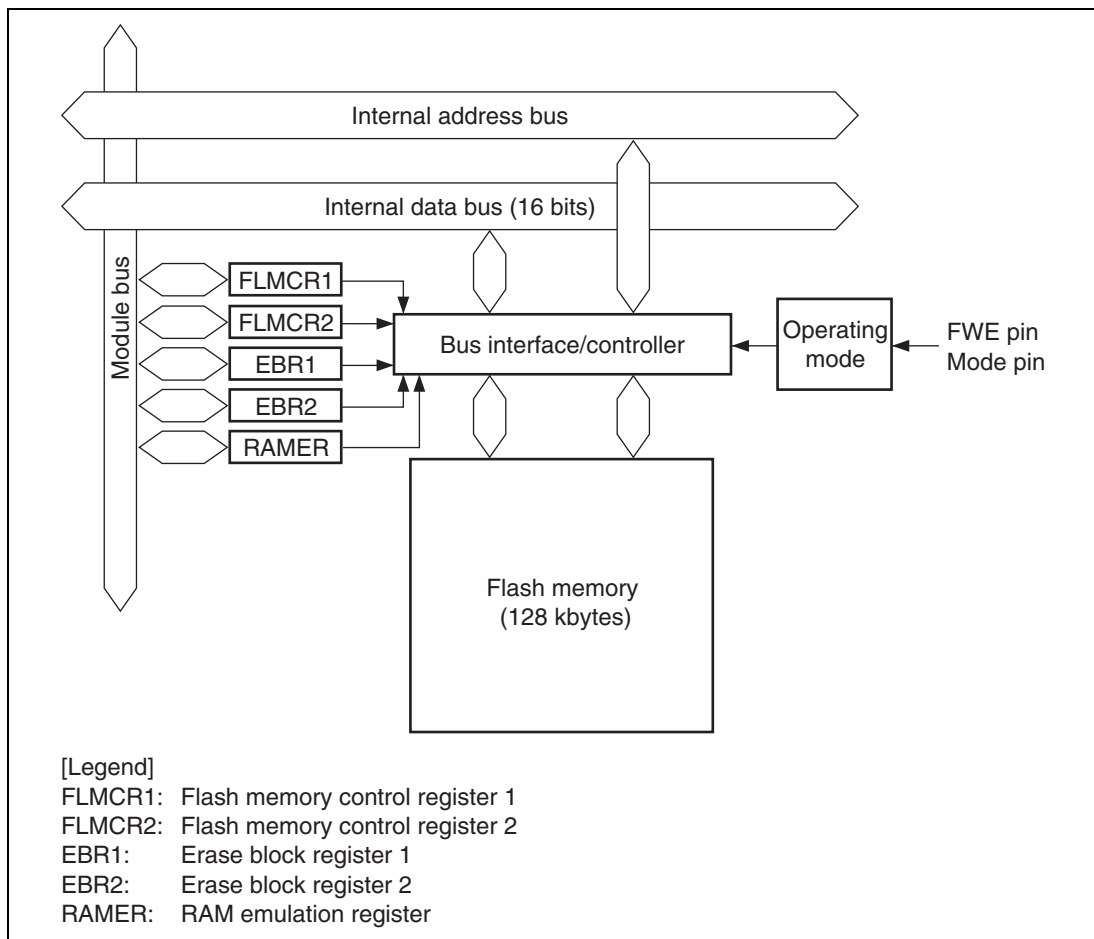 Internal address bus
Internal data bus (16 bits)
Module bus
FLMCR1
FLMCR2
EBR1
EBR2
RAMER
Bus interface/controller
Operating
mode
FWE pin
Mode pin
Flash memory
(128 kbytes)
[Legend]
FLMCR1: Flash memory control register 1
FLMCR2: Flash memory control register 2
EBR1: Erase block register 1
EBR2: Erase block register 2
RAMER: RAM emulation register